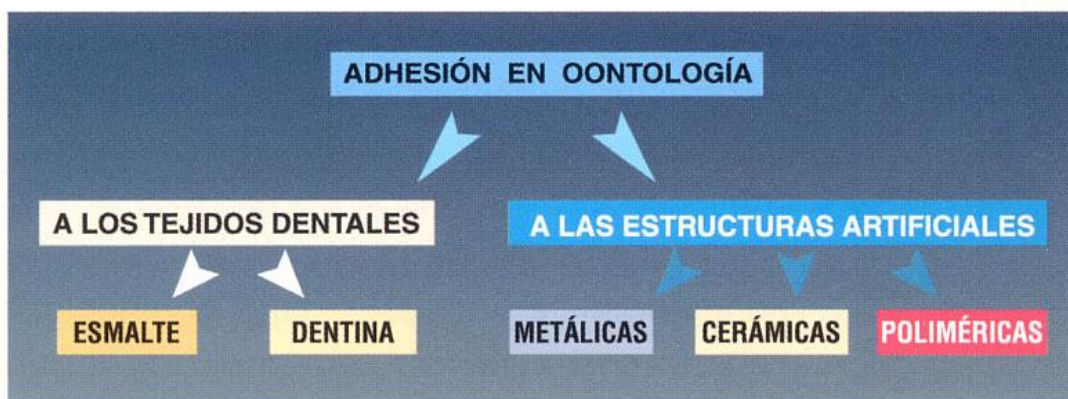 ADHESIÓN EN OONTOLOGÍA
A LOS TEJIDOS DENTALES
A LAS ESTRUCTURAS ARTIFICIALES
ESMALTE
DENTINA
METÁLICAS
CERÁMICAS
POLIMÉRICAS